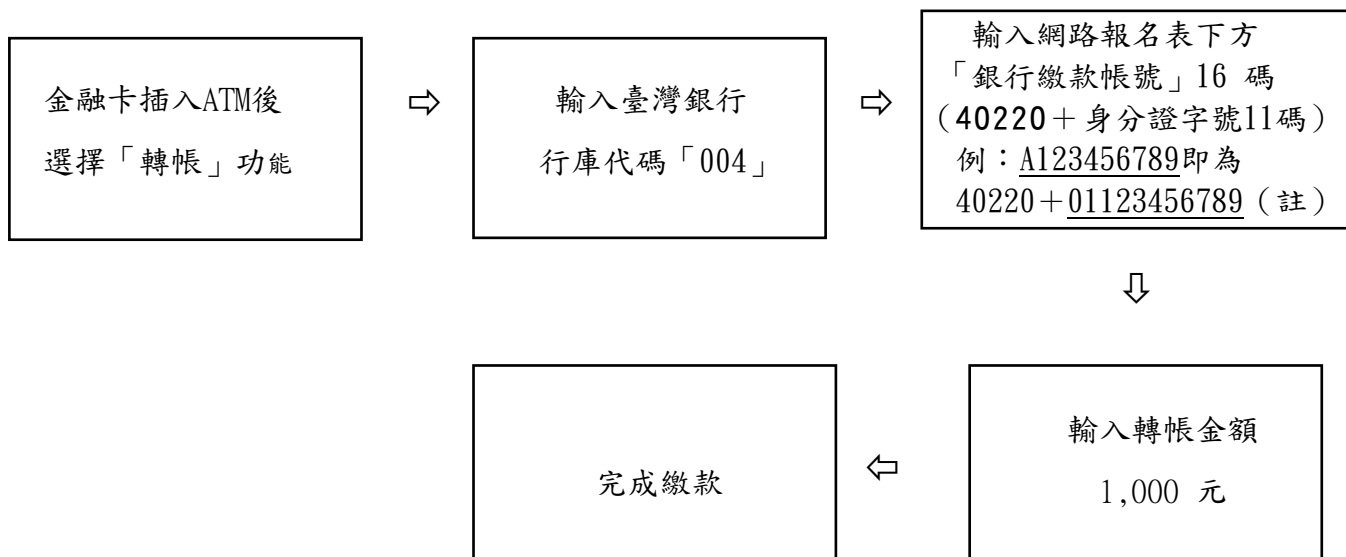 金融卡插入ATM後
選擇「轉帳」功能
輸入臺灣銀行
行庫代碼「004」
輸入網路報名表下方
「銀行繳款帳號」16 碼
（40220＋身分證字號11碼）
例：A123456789即為
40220＋01123456789（註）
輸入轉帳金額
1,000 元
完成繳款